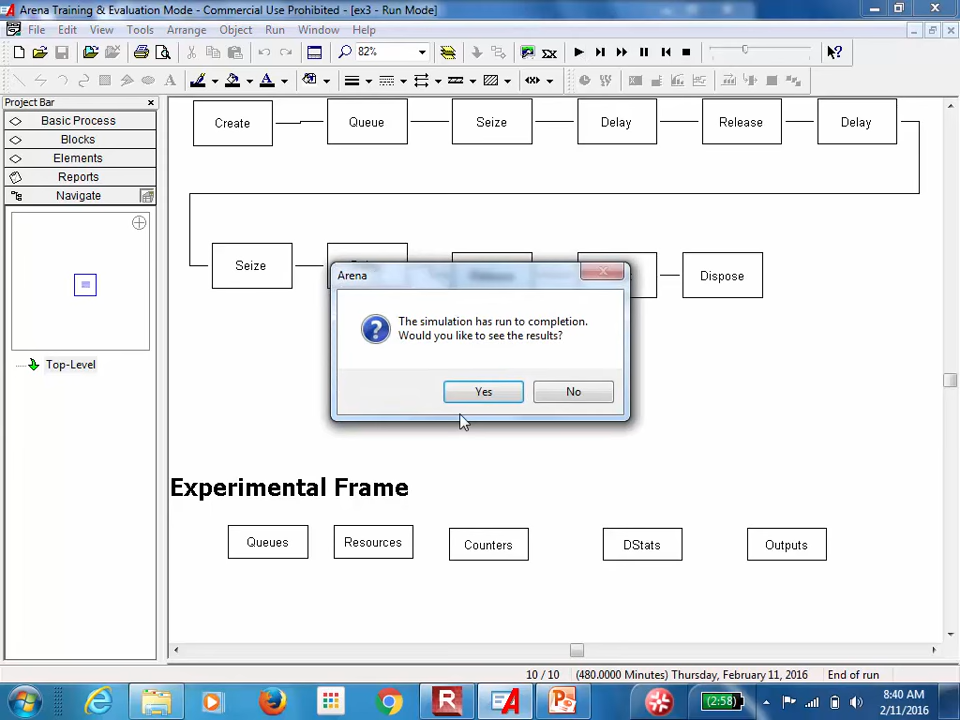 Arena Training & Evaluation Mode - Commercial Use Prohibited - [ex3 - Run Mode]
File Edit View Tools Arrange Object Run Window Help
82%
Project Bar
Basic Process
Blocks
Elements
Reports
Navigate
Top-Level
Create
Queue
Seize
Delay
Release
Delay
Seize
Dispose
Arena
The simulation has run to completion.
Would you like to see the results?
Yes
No
Experimental Frame
Queues
Resources
Counters
DStats
Outputs
10 / 10 (480.0000 Minutes) Thursday, February 11, 2016 End of run
(2:58)
8:40 AM
2/11/2016